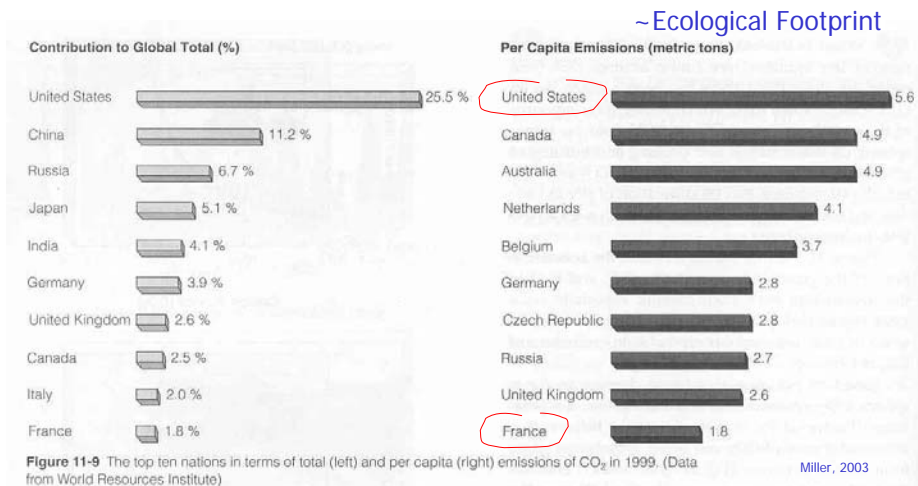 ~Ecological Footprint
Contribution to Global Total (%)
United States 25.5 %
China 11.2 %
Russia 6.7 %
Japan 5.1 %
India 4.1 %
Germany 3.9 %
United Kingdom 2.6 %
Canada 2.5 %
Italy 2.0 %
France 1.8 %
Per Capita Emissions (metric tons)
United States 5.6
Canada 4.9
Australia 4.9
Netherlands 4.1
Belgium 3.7
Germany 2.8
Czech Republic 2.8
Russia 2.7
United Kingdom 2.6
France 1.8
Figure 11-9 The top ten nations in terms of total (left) and per capita (right) emissions of CO₂ in 1999. (Data
from World Resources Institute)
Miller, 2003